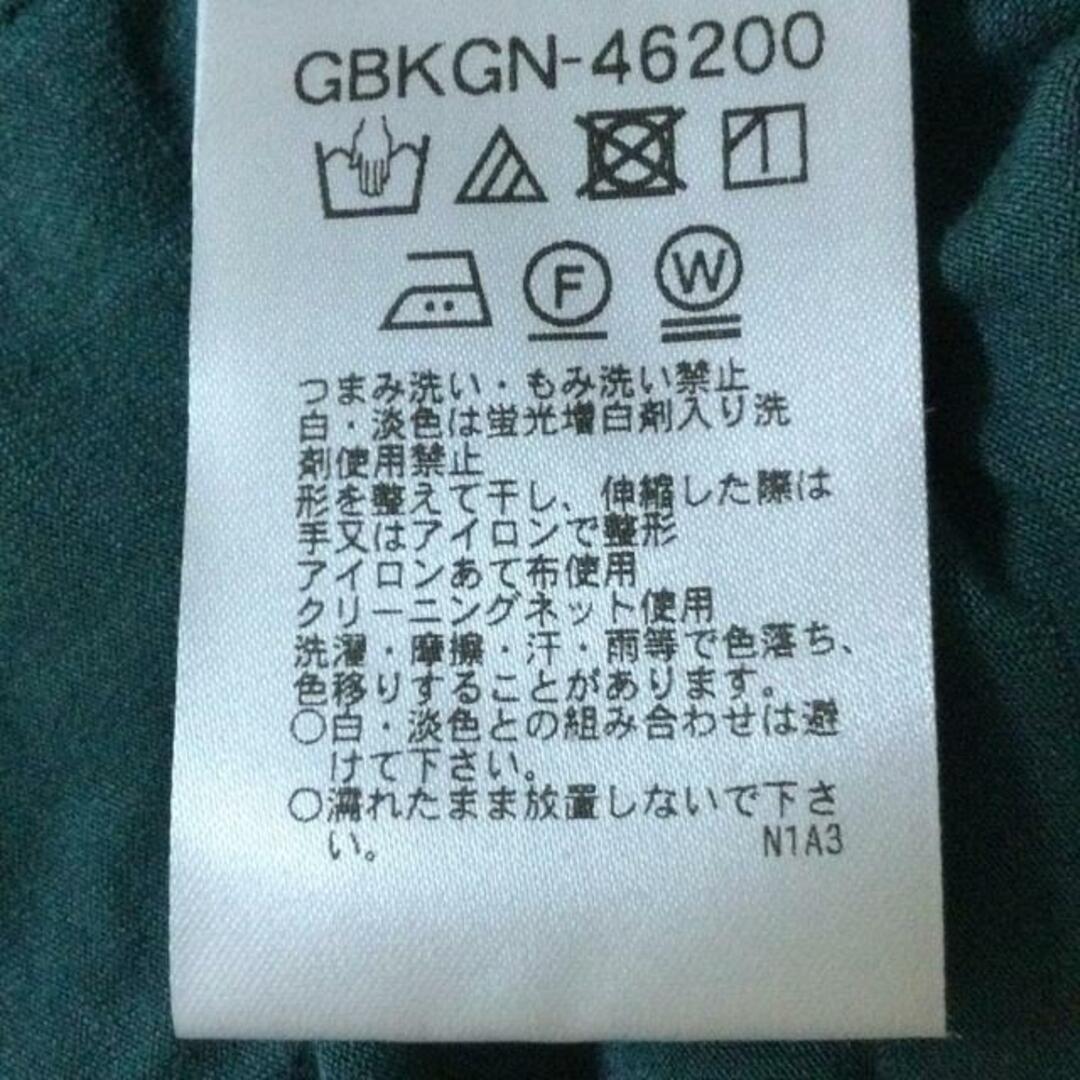 GBKGN-46200
F W
つまみ洗い・もみ洗い禁止
白・淡色は蛍光増白剤入り洗
剤使用禁止
形を整えて干し、伸縮した際は
手又はアイロンで整形
アイロンあて布使用
クリーニングネット使用
洗濯・摩擦・汗・雨等で色落ち、
色移りすることがあります。
○白・淡色との組み合わせは避
けて下さい。
○濡れたまま放置しないで下さ
い。 N1A3